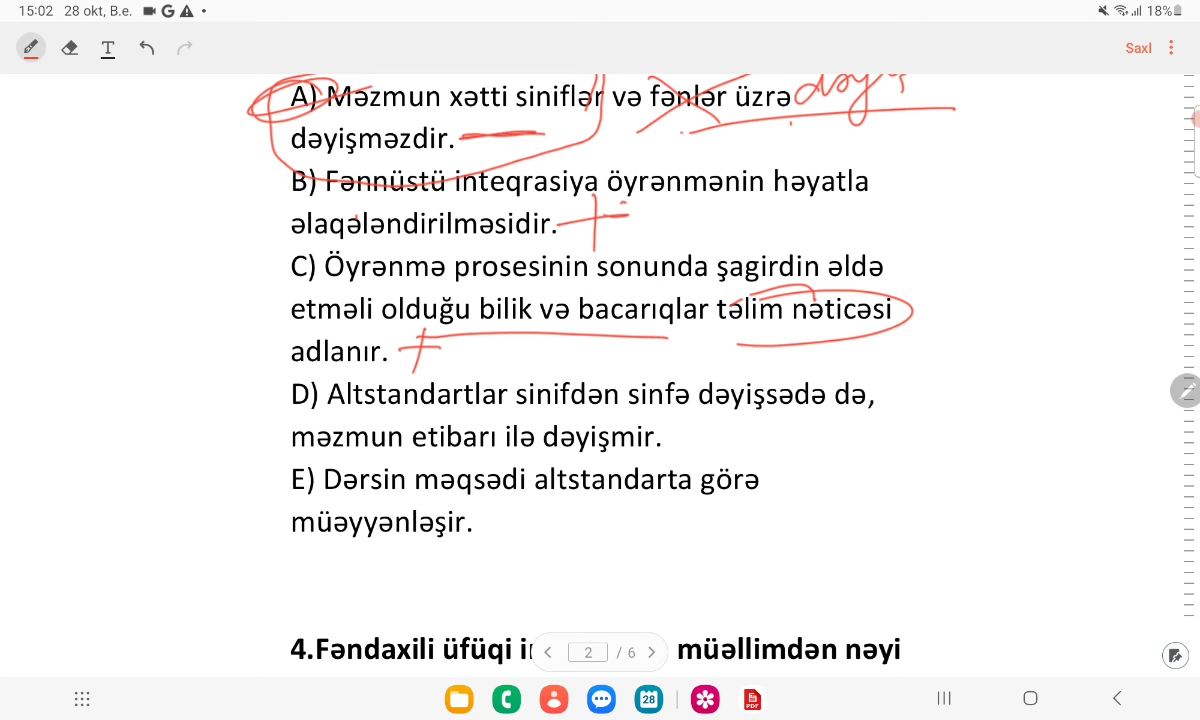 15:02 28 okt, B.e. G 18%
T Saxl
A) Məzmun xətti siniflər və fənlər üzrə dəyiş
dəyişməzdir.
B) Fənnüstü inteqrasiya öyrənmənin həyatla
əlaqələndirilməsidir.
C) Öyrənmə prosesinin sonunda şagirdin əldə
etməli olduğu bilik və bacarıqlar təlim nəticəsi
adlanır.
D) Altstandartlar sinifdən sinfə dəyişsədə də,
məzmun etibarı ilə dəyişmir.
E) Dərsin məqsədi altstandarta görə
müəyyənləşir.
4.Fəndaxili üfüqi müəllimdən nəyi
2 / 6
28
PDF